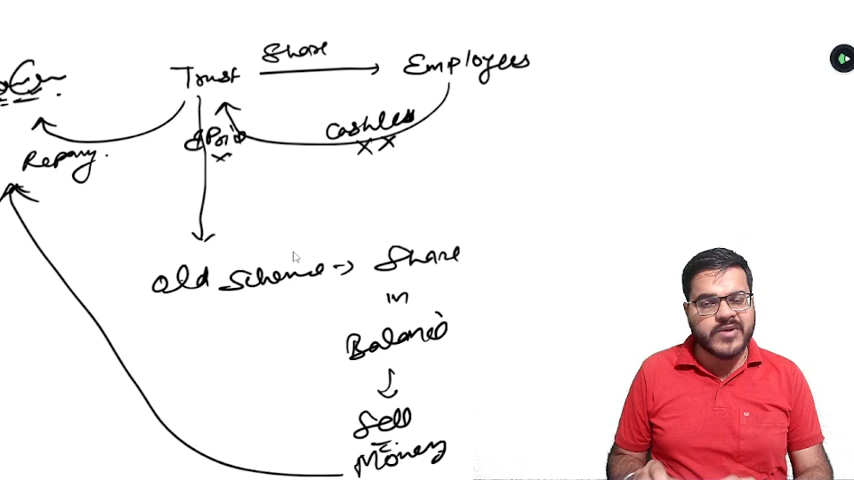 Share
Trust Employees
Cashless
x x
Repay.
x
Old Scheme → Share
in
Balance
Sell
Money